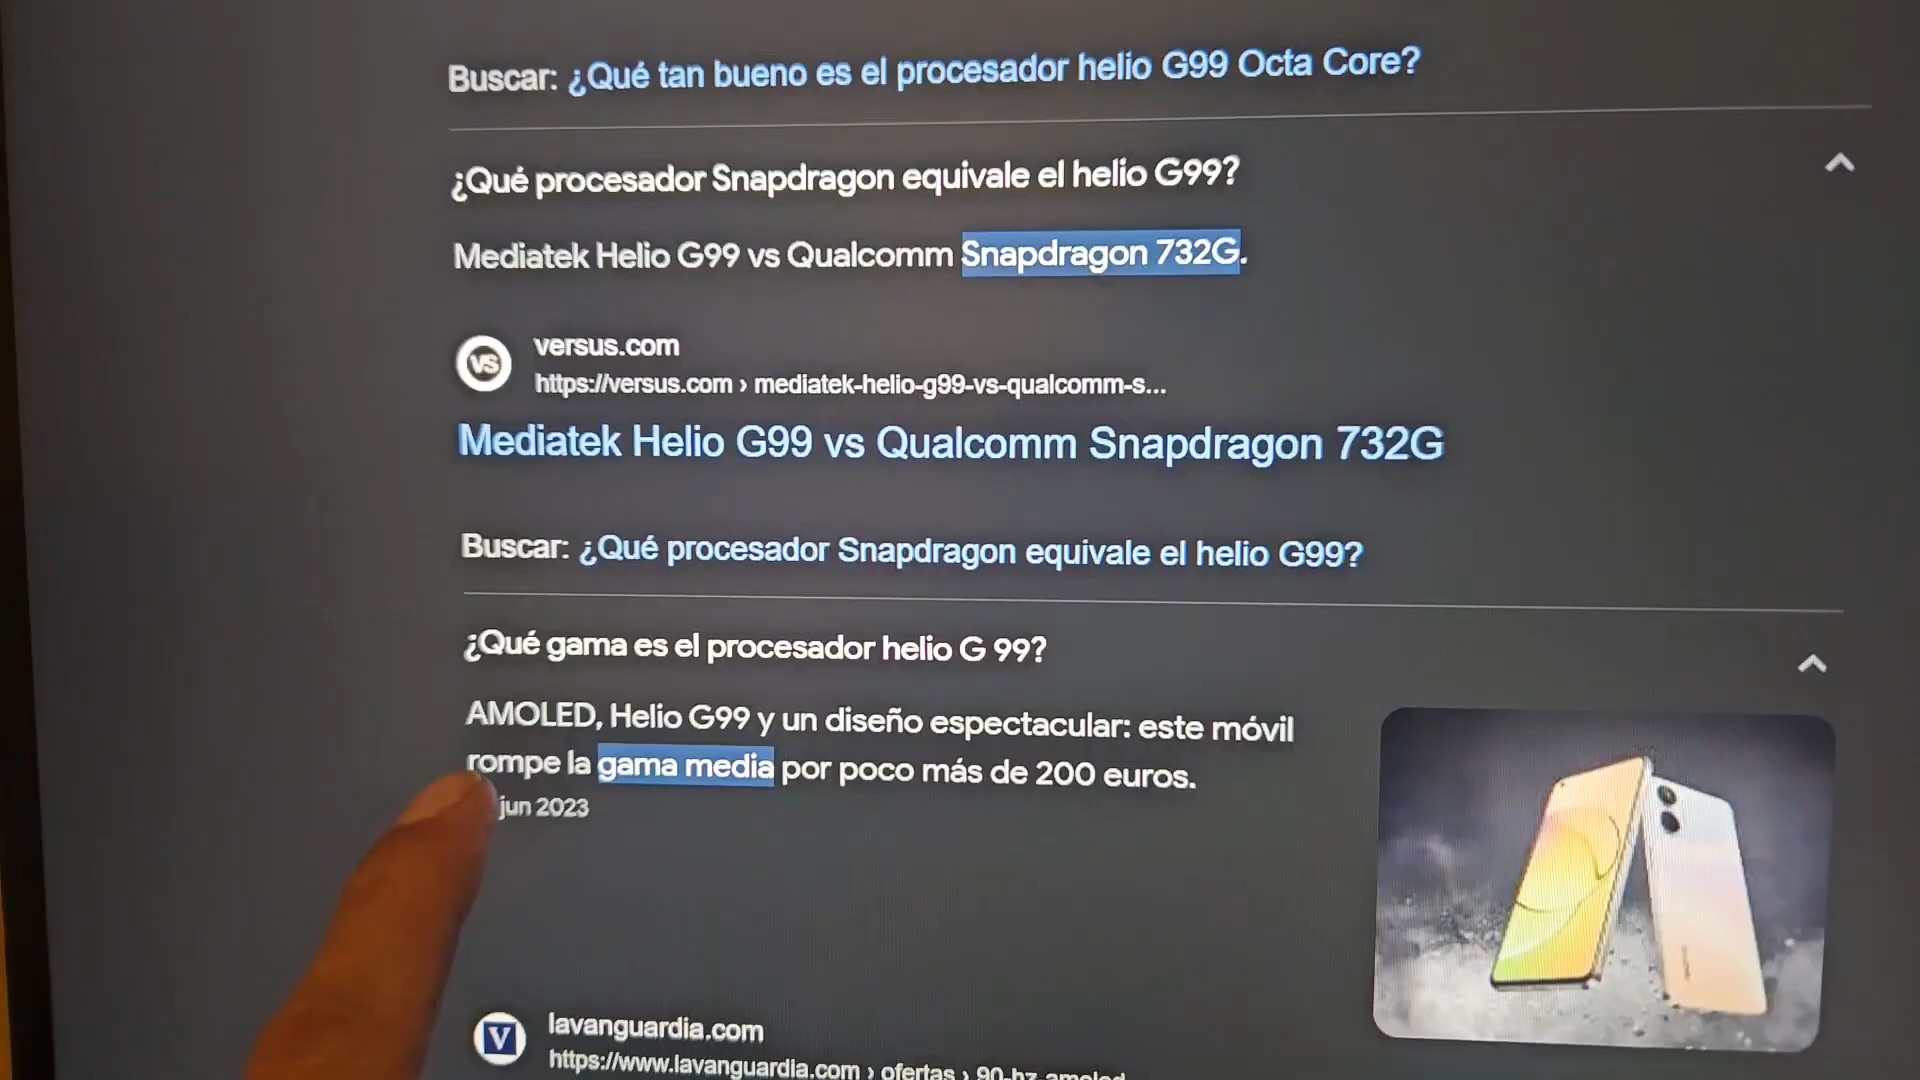 Buscar: ¿Qué tan bueno es el procesador helio G99 Octa Core?
¿Qué procesador Snapdragon equivale el helio G99?
Mediatek Helio G99 vs Qualcomm Snapdragon 732G.
VS
versus.com
https://versus.com › mediatek-helio-g99-vs-qualcomm-s...
Mediatek Helio G99 vs Qualcomm Snapdragon 732G
Buscar: ¿Qué procesador Snapdragon equivale el helio G99?
¿Qué gama es el procesador helio G 99?
AMOLED, Helio G99 y un diseño espectacular: este móvil
rompe la gama media por poco más de 200 euros.
jun 2023
V
lavanguardia.com
https://www.lavanguardia.com › ofertas › 90-hz-amoled